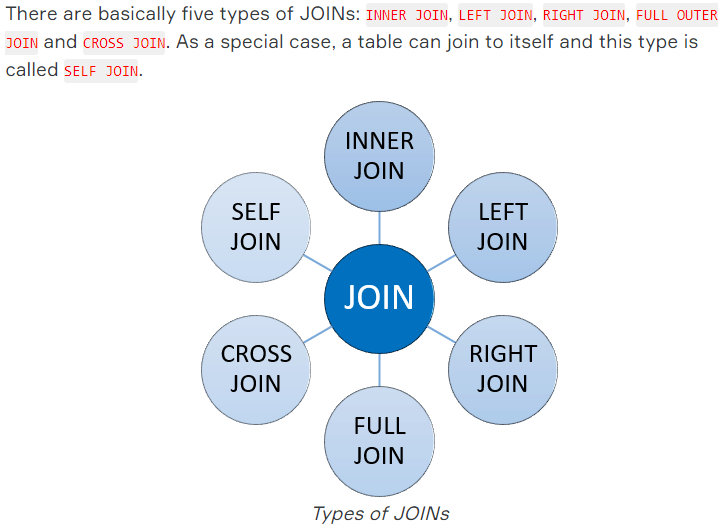 There are basically five types of JOINs: INNER JOIN, LEFT JOIN, RIGHT JOIN, FULL OUTER
JOIN and CROSS JOIN. As a special case, a table can join to itself and this type is
called SELF JOIN.
INNER
JOIN
SELF
JOIN
LEFT
JOIN
JOIN
CROSS
JOIN
RIGHT
JOIN
FULL
JOIN
Types of JOINs